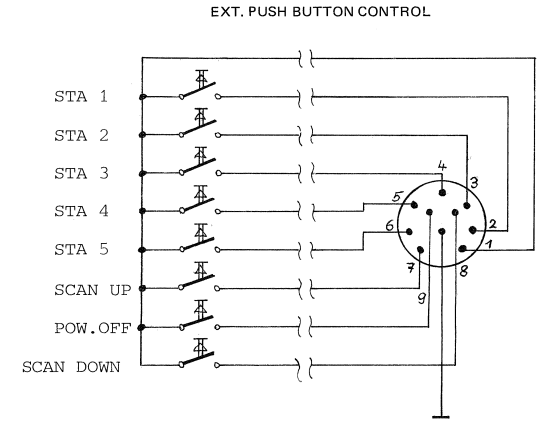 EXT. PUSH BUTTON CONTROL
STA 1
STA 2
STA 3
STA 4
STA 5
SCAN UP
POW.OFF
SCAN DOWN
4
3
5
2
6
1
7
8
9